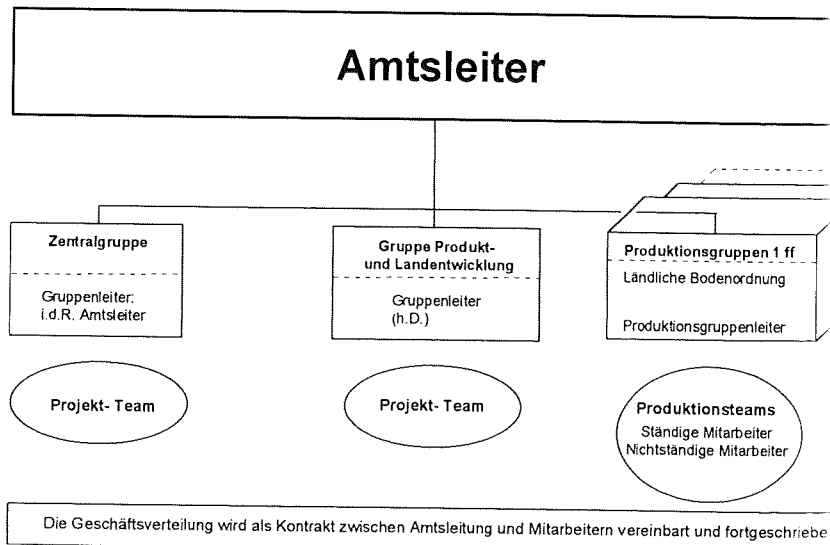 Amtsleiter
Zentralgruppe
Gruppenleiter:
i.d.R. Amtsleiter
Gruppe Produkt-
und Landentwicklung
Gruppenleiter
(h.D.)
Produktionsgruppen 1 ff
Ländliche Bodenordnung
Produktionsgruppenleiter
Projekt- Team
Projekt- Team
Produktionsteams
Ständige Mitarbeiter
Nichtständige Mitarbeiter
Die Geschäftsverteilung wird als Kontrakt zwischen Amtsleitung und Mitarbeitern vereinbart und fortgeschriebe